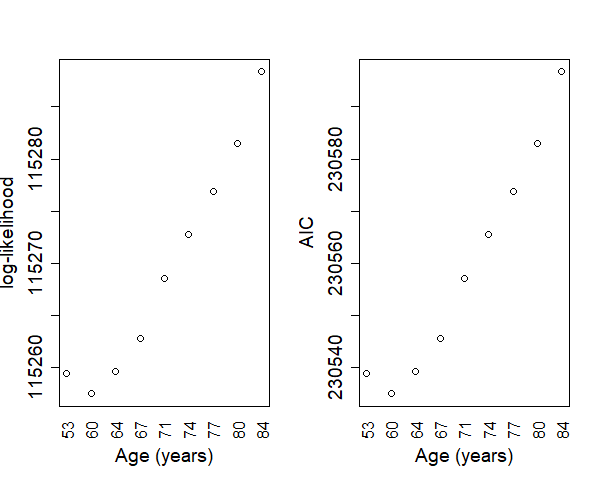 log-likelihood
115260
115270
115280
53 60 64 67 71 74 77 80 84
Age (years)
AIC
230540
230560
230580
53 60 64 67 71 74 77 80 84
Age (years)